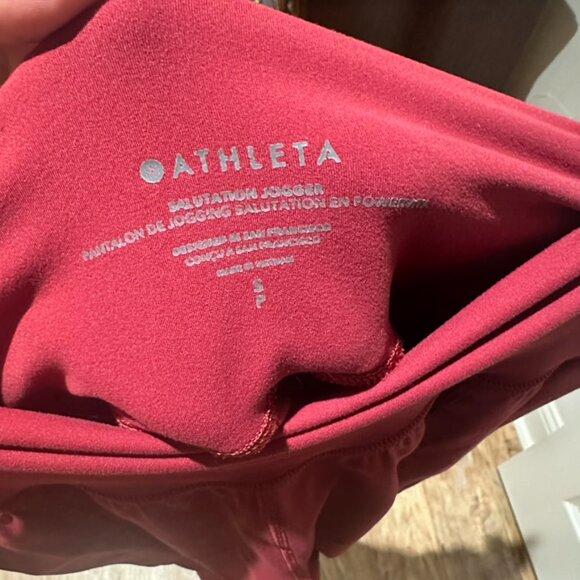 ATHLETA
SALUTATION JOGGER
PANTALON DE JOGGING SALUTATION EN POWERVITA
DESIGNED IN SAN FRANCISCO
CONÇU À SAN FRANCISCO
MADE IN VIETNAM
S
P